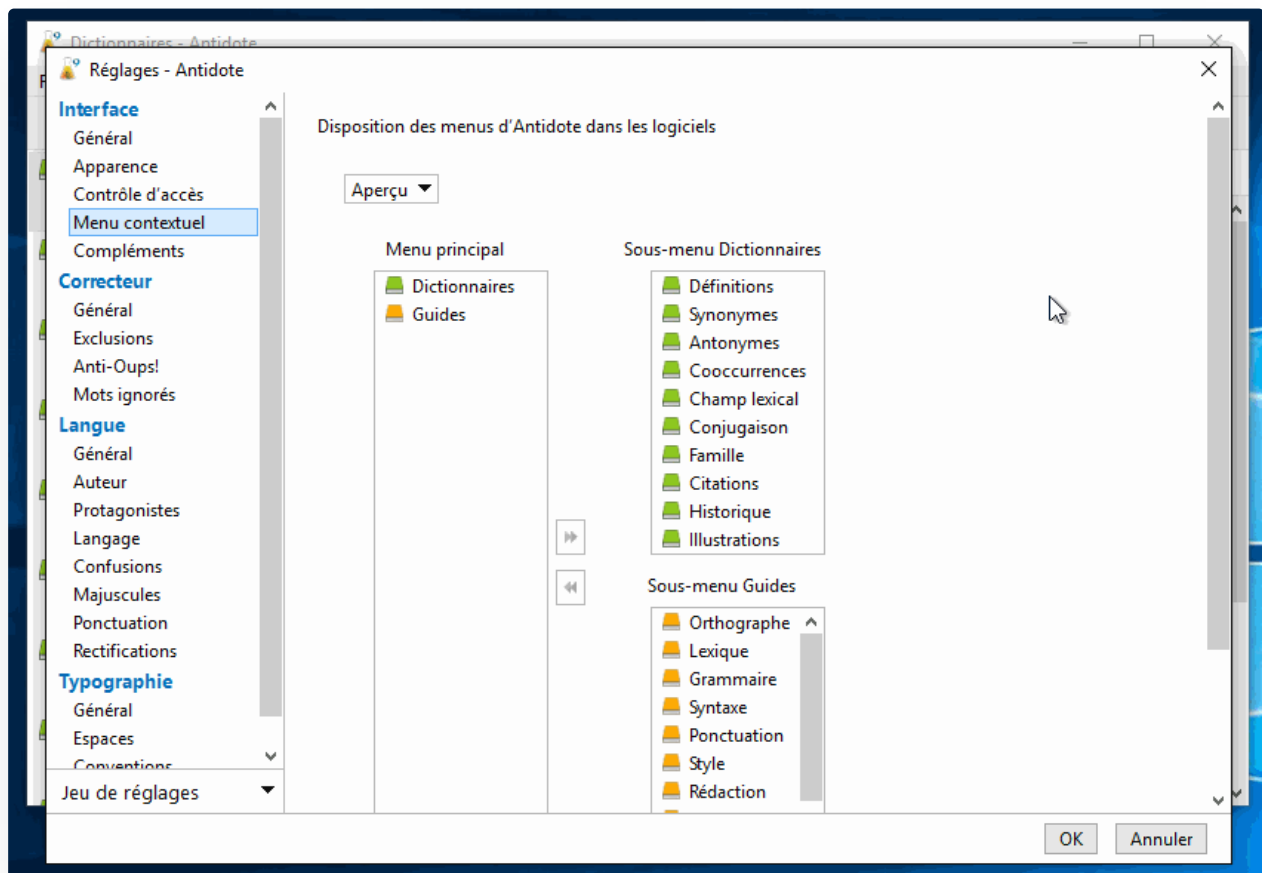 Dictionnaires - Antidote
Réglages - Antidote
Interface
Général
Apparence
Contrôle d'accès
Menu contextuel
Compléments
Correcteur
Général
Exclusions
Anti-Oups!
Mots ignorés
Langue
Général
Auteur
Protagonistes
Langage
Confusions
Majuscules
Ponctuation
Rectifications
Typographie
Général
Espaces
Conventions
Jeu de réglages
Disposition des menus d'Antidote dans les logiciels
Aperçu
Menu principal
Dictionnaires
Guides
Sous-menu Dictionnaires
Définitions
Synonymes
Antonymes
Cooccurrences
Champ lexical
Conjugaison
Famille
Citations
Historique
Illustrations
Sous-menu Guides
Orthographe
Lexique
Grammaire
Syntaxe
Ponctuation
Style
Rédaction
OK
Annuler